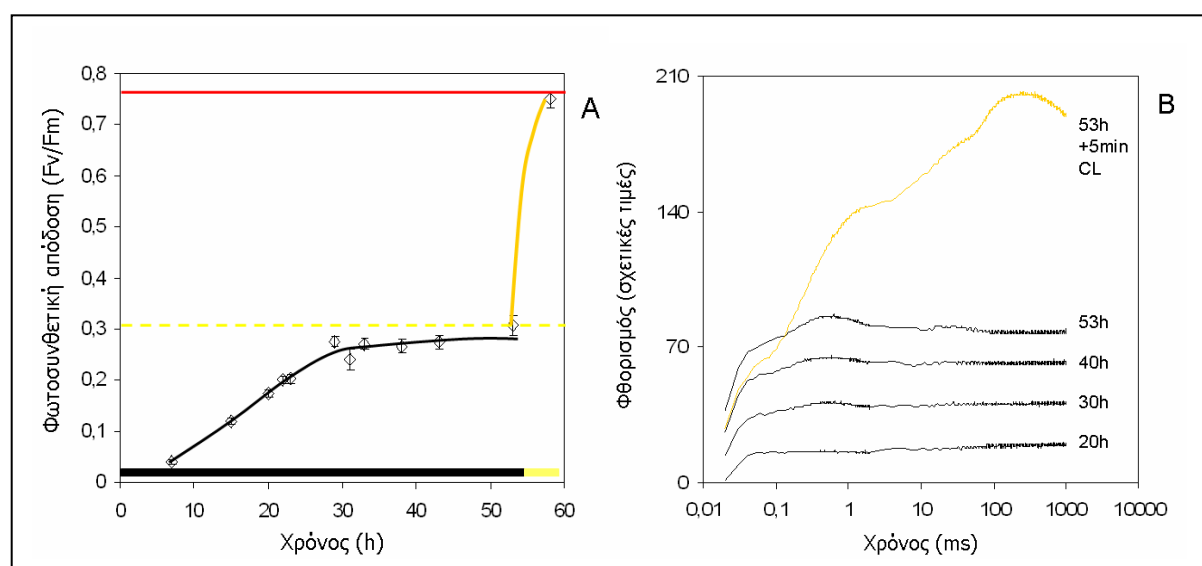 A
Φωτοσυνθετική απόδοση (Fv/Fm)
0,8
0,7
0,6
0,5
0,4
0,3
0,2
0,1
0
0 10 20 30 40 50 60
Χρόνος (h)
B
Φθορισμός (σχετικές τιμές)
210
140
70
0
53h
+5min
CL
53h
40h
30h
20h
0,01 0,1 1 10 100 1000 10000
Χρόνος (ms)